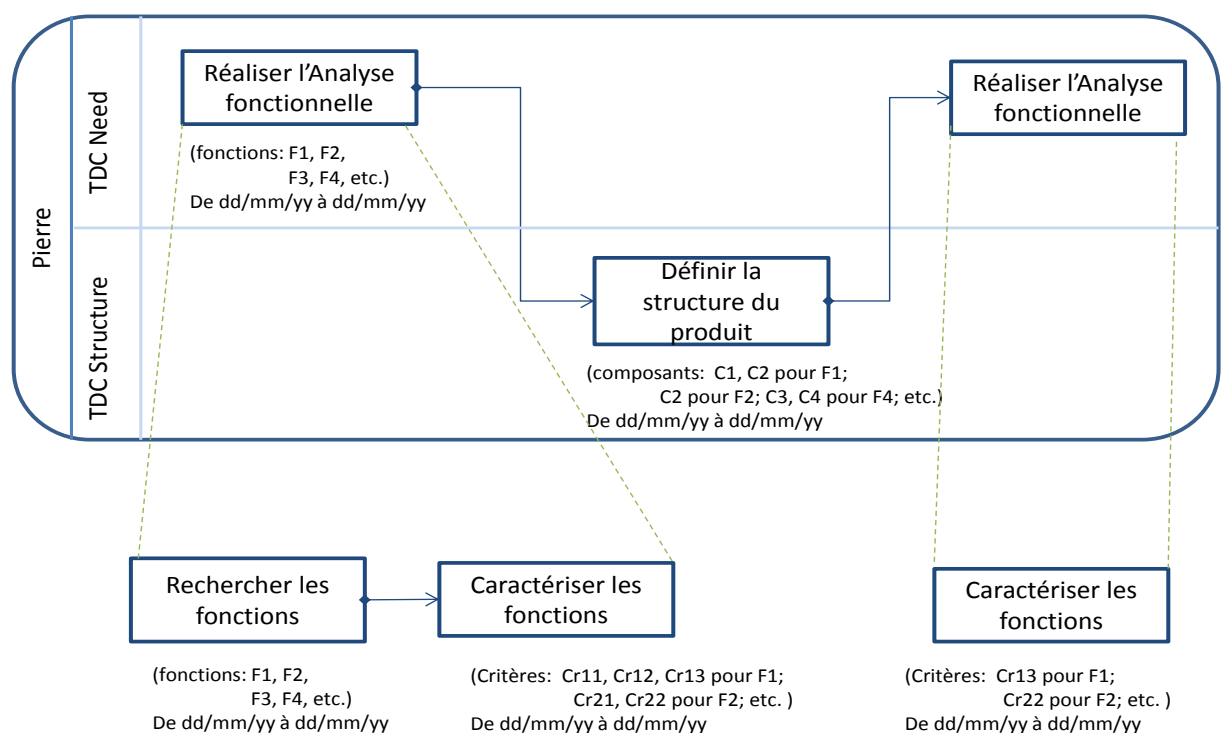 Pierre
TDC Need
TDC Structure
Réaliser l’Analyse
fonctionnelle
(fonctions: F1, F2,
F3, F4, etc.)
De dd/mm/yy à dd/mm/yy
Réaliser l’Analyse
fonctionnelle
Définir la
structure du
produit
(composants: C1, C2 pour F1;
C2 pour F2; C3, C4 pour F4; etc.)
De dd/mm/yy à dd/mm/yy
Rechercher les
fonctions
(fonctions: F1, F2,
F3, F4, etc.)
De dd/mm/yy à dd/mm/yy
Caractériser les
fonctions
(Critères: Cr11, Cr12, Cr13 pour F1;
Cr21, Cr22 pour F2; etc. )
De dd/mm/yy à dd/mm/yy
Caractériser les
fonctions
(Critères: Cr13 pour F1;
Cr22 pour F2; etc. )
De dd/mm/yy à dd/mm/yy